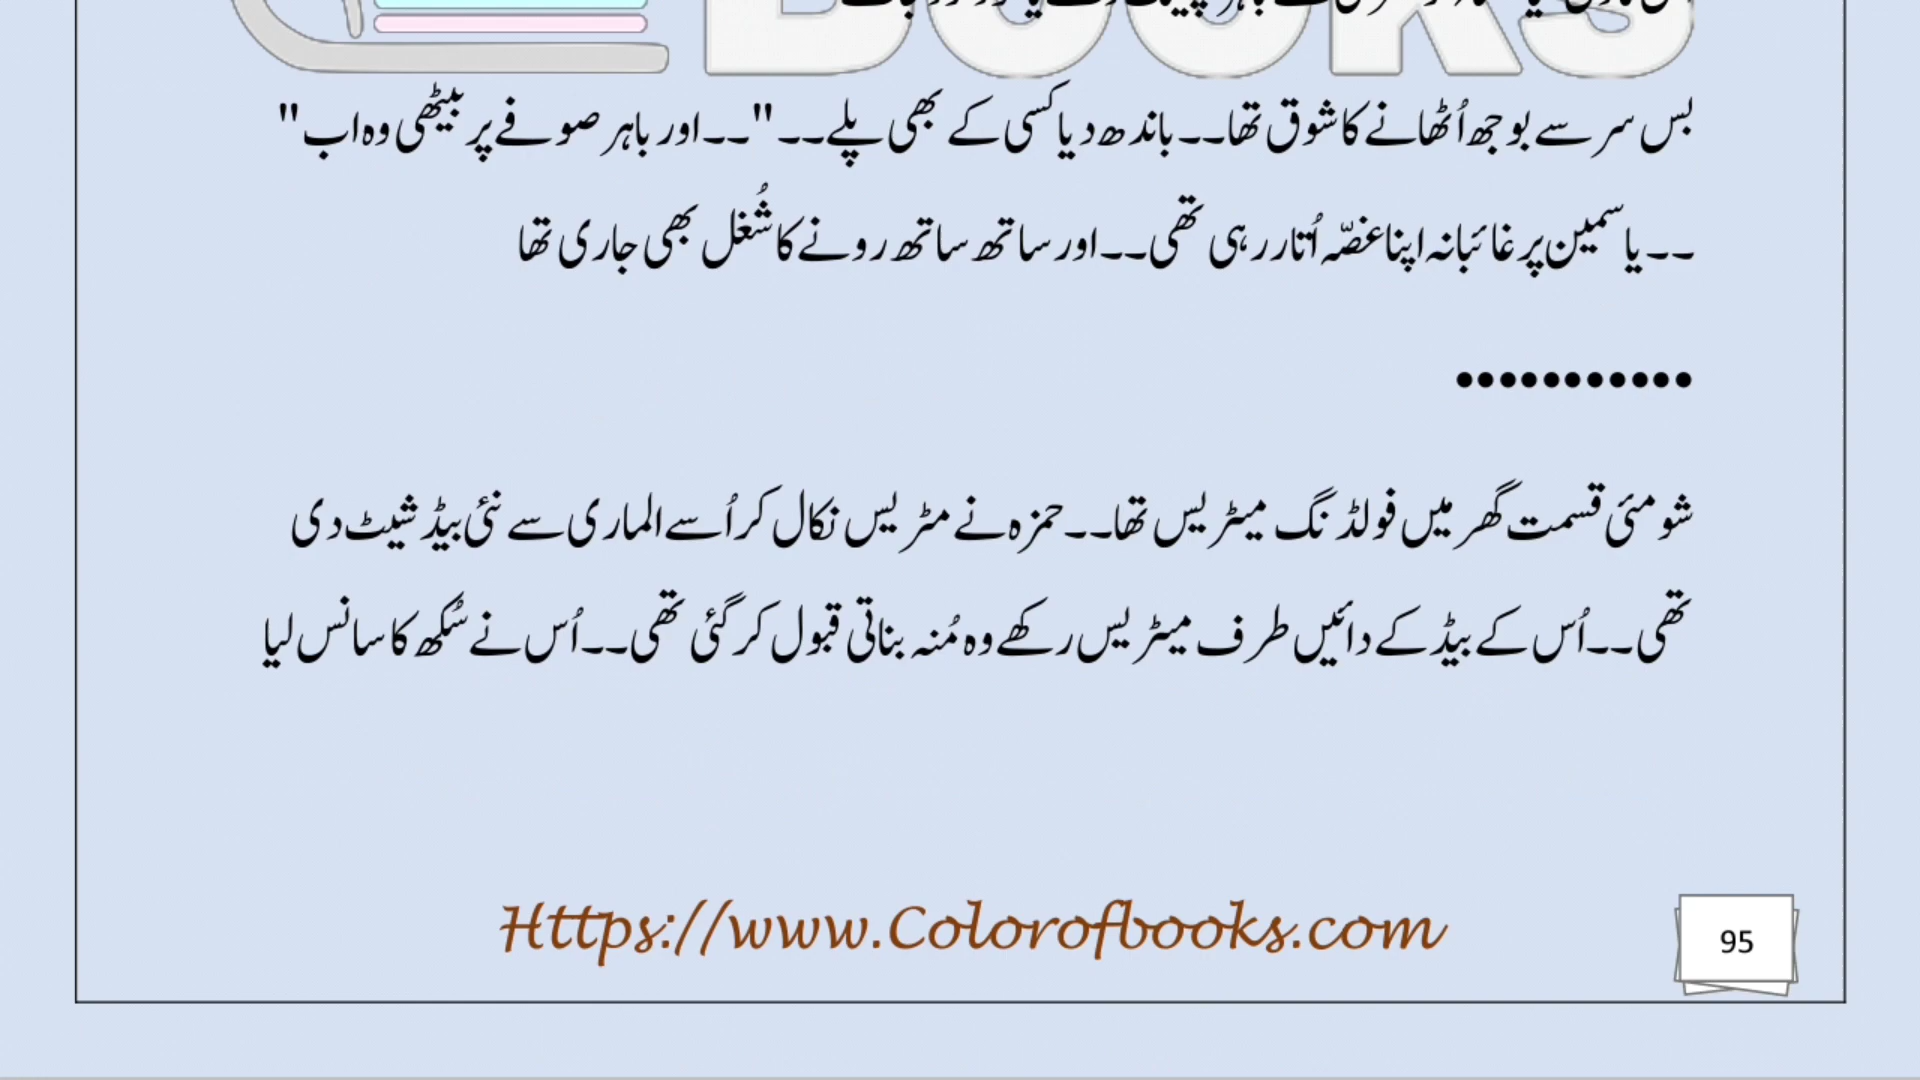 BOOKS
بس سر سے بوجھ اُٹھانے کا شوق تھا۔۔ باندھ دیا کسی کے بھی پلے۔۔"۔۔ اور باہر صوفے پر بیٹھی وہ اب"
۔۔ یاسمین پر غائبانہ اپنا غصّہ اُتار رہی تھی۔۔ اور ساتھ ساتھ رونے کا شُغل بھی جاری تھا
•••••••••••
شومئی قسمت گھر میں فولڈنگ میٹریس تھا۔۔ حمزہ نے مٹریس نکال کر اُسے الماری سے نئی بیڈ شیٹ دی
تھی۔۔ اُس کے بیڈ کے دائیں طرف میٹریس رکھے وہ مُنہ بناتی قبول کر گئی تھی۔۔ اُس نے سُکھ کا سانس لیا
Https://www.Colorofbooks.com
95